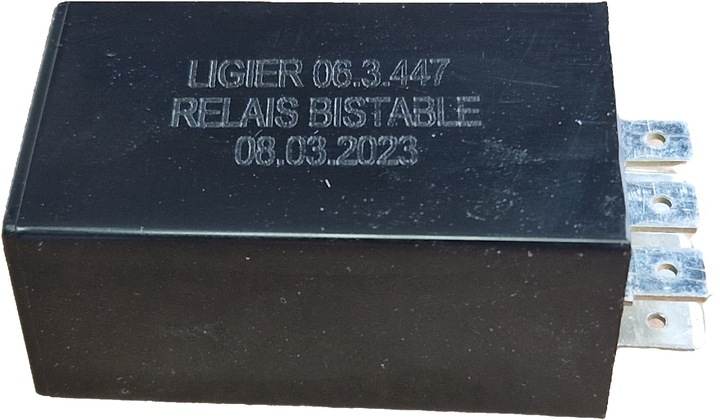 LIGIER 06.3.447
RELAIS BISTABLE
08.03.2023